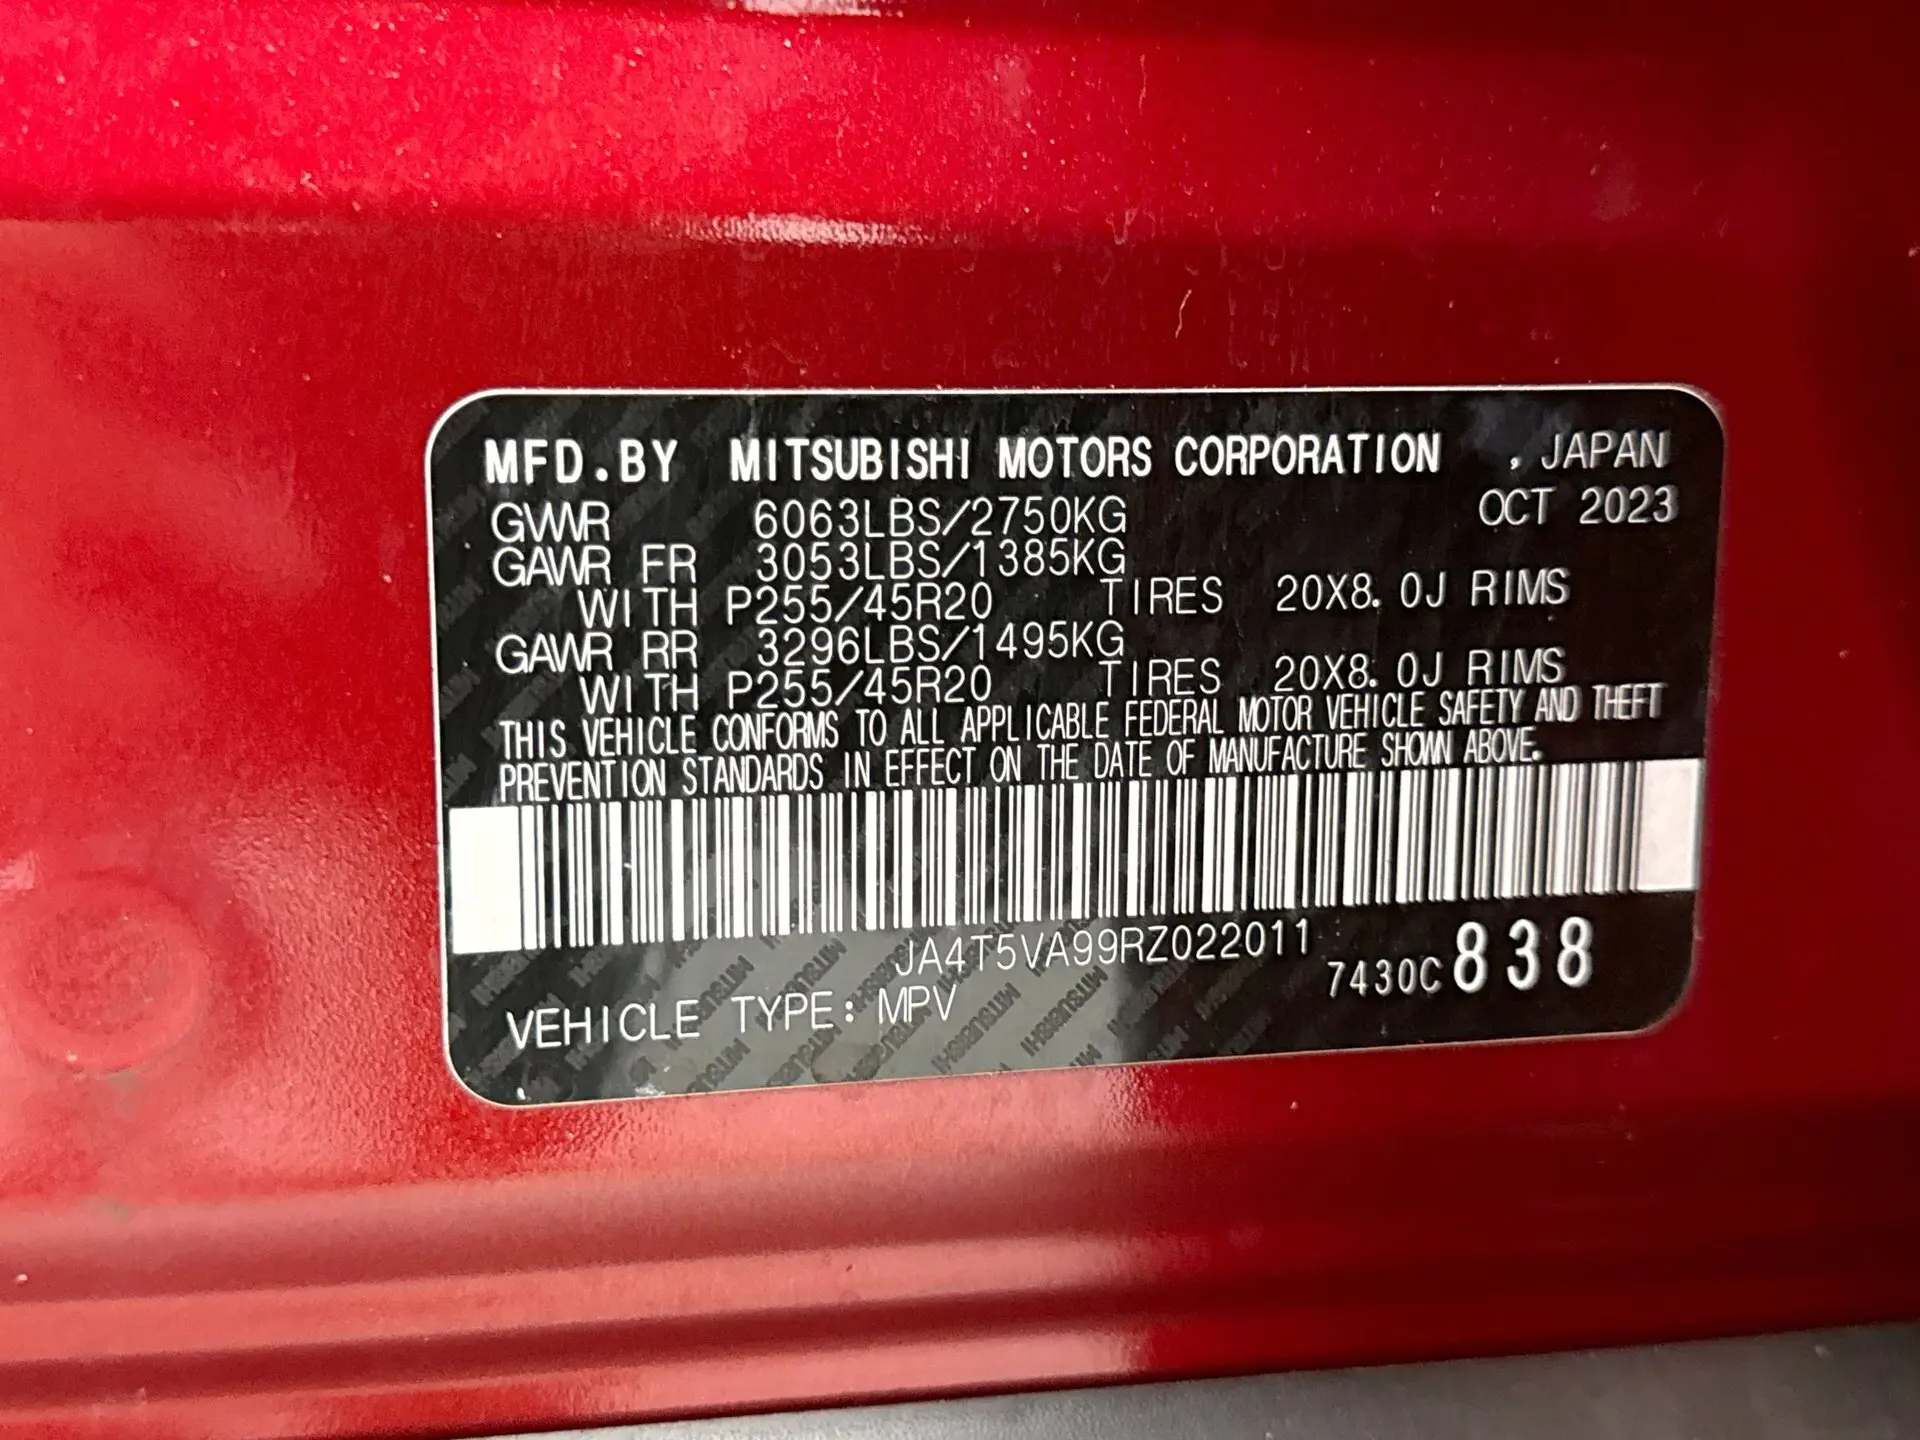 MFD.BY MITSUBISHI MOTORS CORPORATION , JAPAN
GVWR 6063LBS/2750KG OCT 2023
GAWR FR 3053LBS/1385KG
WITH P255/45R20 TIRES 20X8.0J RIMS
GAWR RR 3296LBS/1495KG
WITH P255/45R20 TIRES 20X8.0J RIMS
THIS VEHICLE CONFORMS TO ALL APPLICABLE FEDERAL MOTOR VEHICLE SAFETY AND THEFT
PREVENTION STANDARDS IN EFFECT ON THE DATE OF MANUFACTURE SHOWN ABOVE.
JA4T5VA99RZ022011
7430C 838
VEHICLE TYPE: MPV